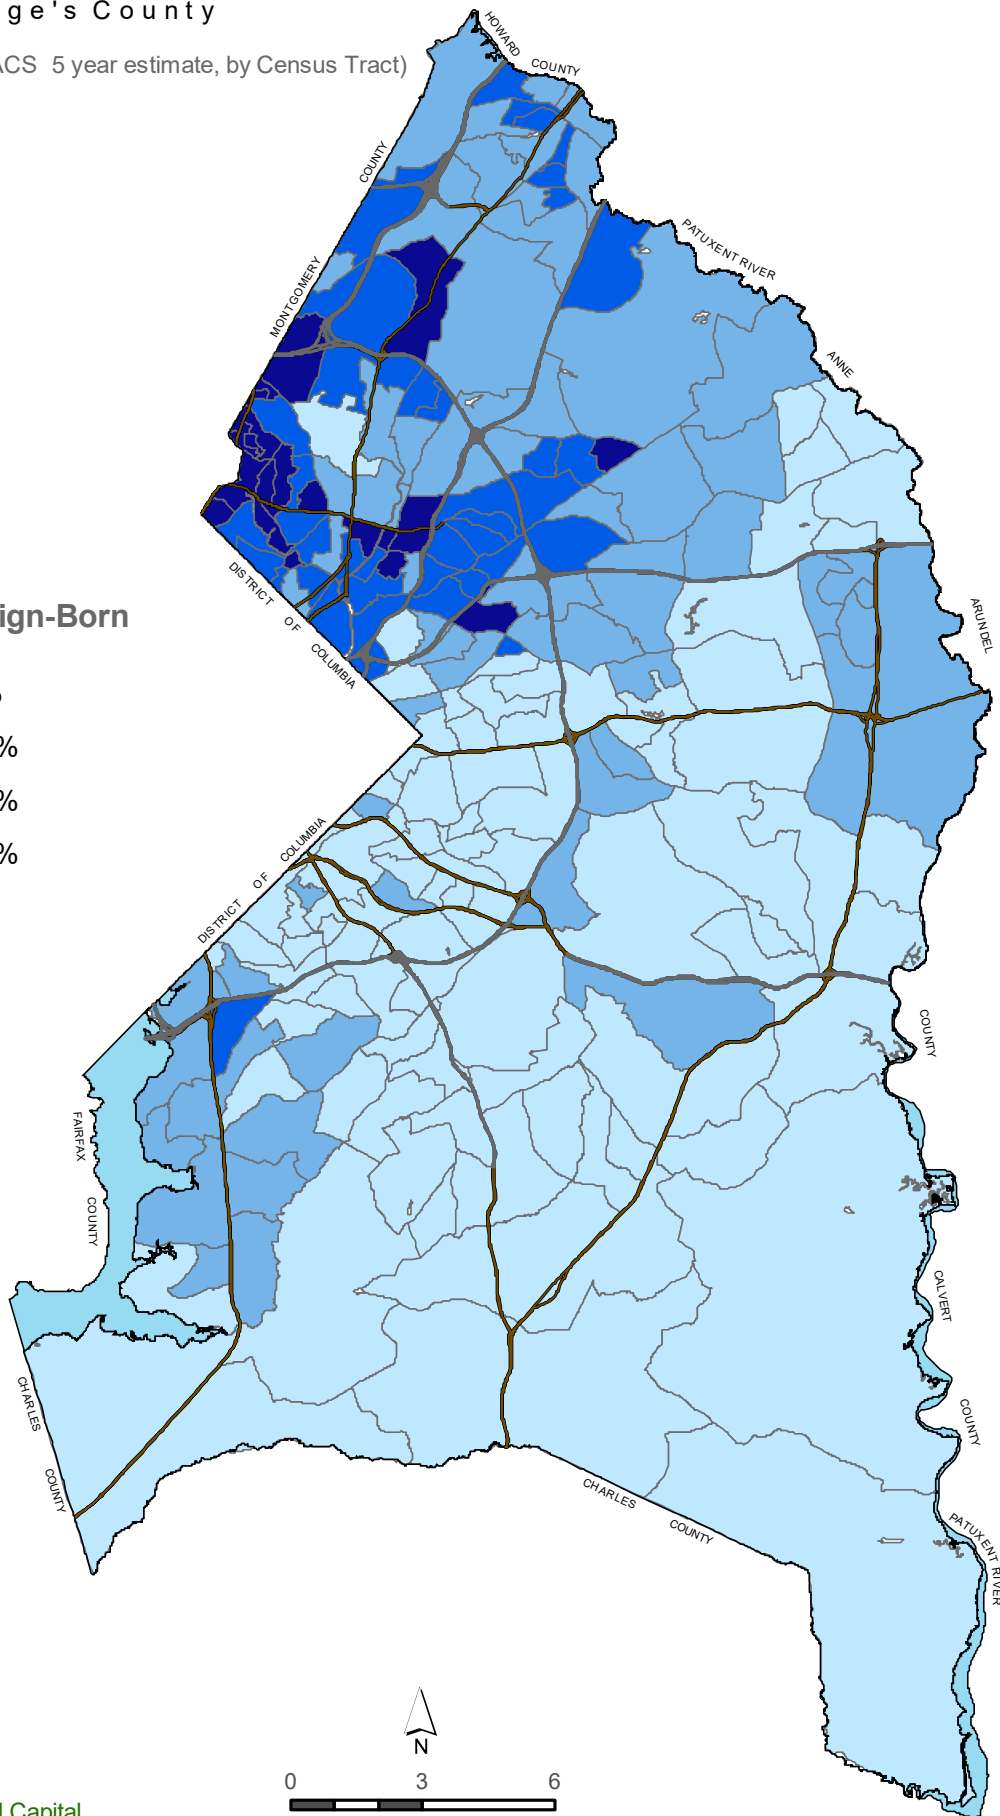 ge's County
ACS 5 year estimate, by Census Tract)
HOWARD
COUNTY
COUNTY
PATUXENT RIVER
MONTGOMERY
ANNE
DISTRICT
OF
COLUMBIA
ARUNDEL
ign-Born
%
%
%
COLUMBIA
OF
DISTRICT
COUNTY
FAIRFAX
COUNTY
CALVERT
CHARLES
COUNTY
COUNTY
CHARLES
COUNTY
PATUXENT RIVER
N
0 3 6
l Capital